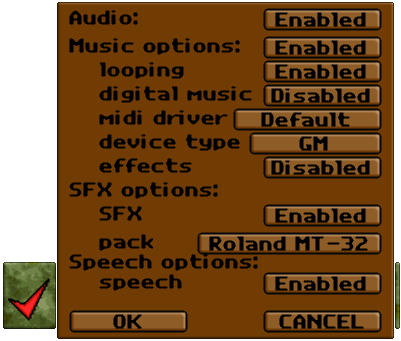 Audio: Enabled
Music options: Enabled
looping Enabled
digital music Disabled
midi driver Default
device type GM
effects Disabled
SFX options:
SFX Enabled
pack Roland MT-32
Speech options:
speech Enabled
OK CANCEL